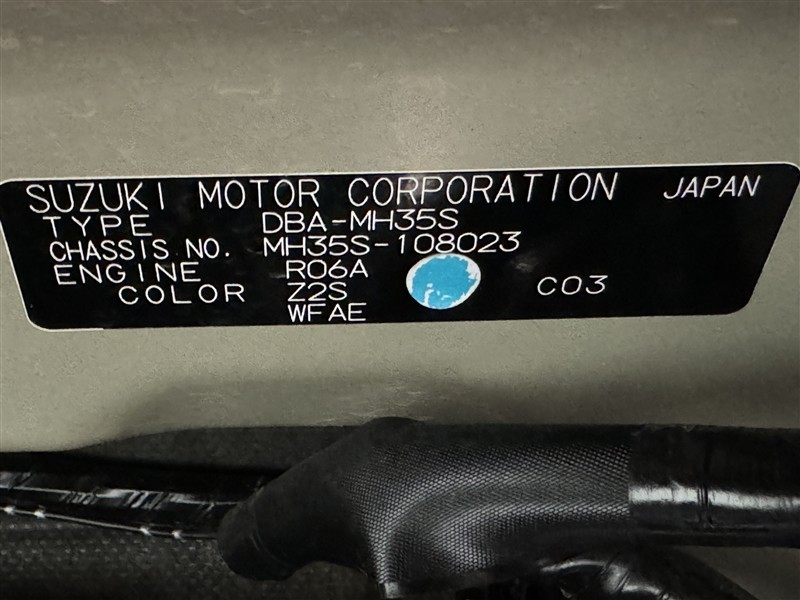 SUZUKI MOTOR CORPORATION JAPAN
TYPE DBA-MH35S
CHASSIS NO. MH35S-108023
ENGINE R06A
COLOR Z2S C03
WFAE